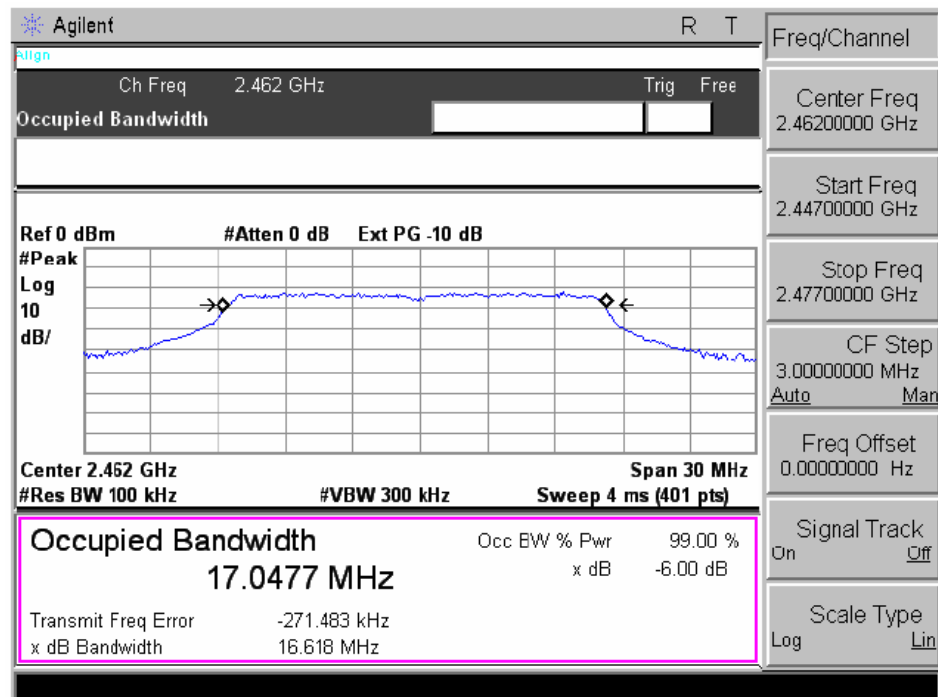 Agilent R T
Align
Ch Freq 2.462 GHz Trig Free
Occupied Bandwidth
Ref 0 dBm #Atten 0 dB Ext PG -10 dB
#Peak
Log
10
dB/
Center 2.462 GHz Span 30 MHz
#Res BW 100 kHz #VBW 300 kHz Sweep 4 ms (401 pts)
Occupied Bandwidth Occ BW % Pwr 99.00 %
17.0477 MHz x dB -6.00 dB
Transmit Freq Error -271.483 kHz
x dB Bandwidth 16.618 MHz
Freq/Channel
Center Freq
2.46200000 GHz
Start Freq
2.44700000 GHz
Stop Freq
2.47700000 GHz
CF Step
3.00000000 MHz
Auto Man
Freq Offset
0.00000000 Hz
Signal Track
On Off
Scale Type
Log Lin